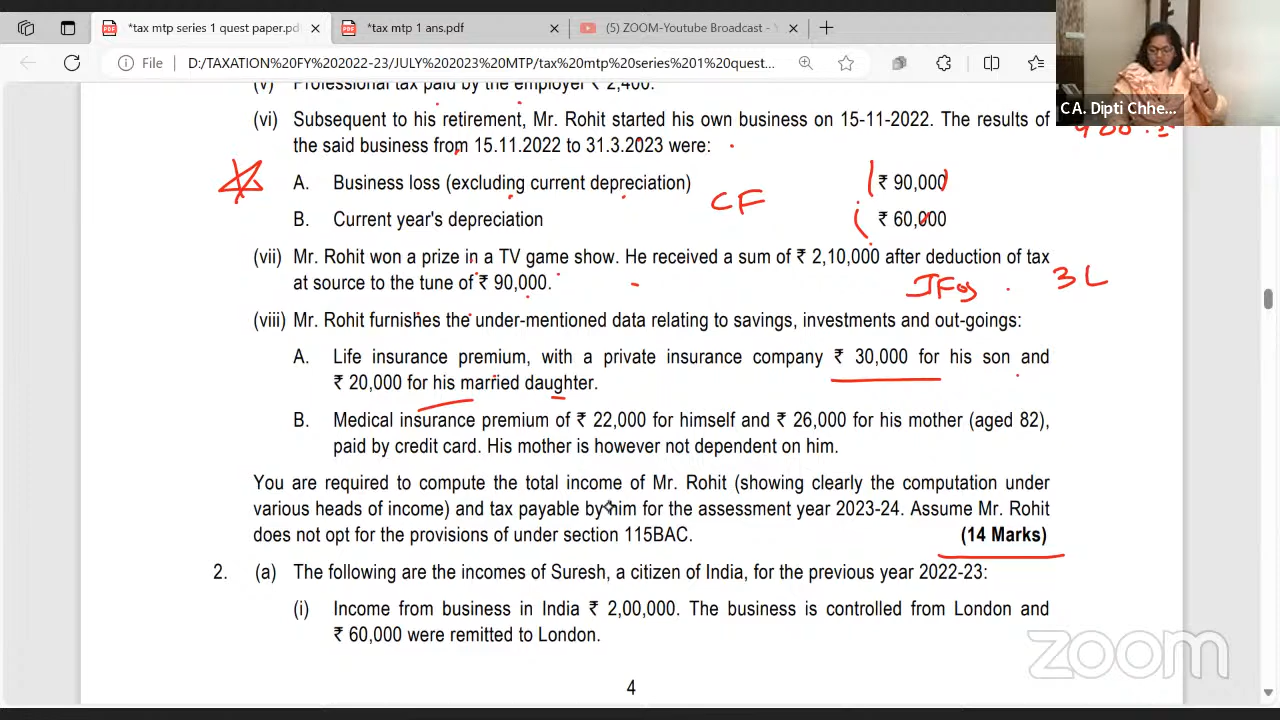 *tax mtp series 1 quest paper.pdf
*tax mtp 1 ans.pdf
(5) ZOOM-Youtube Broadcast - Y
File
D:/TAXATION%20FY%202022-23/JULY%202023%20MTP/tax%20mtp%20series%201%20quest...
C A. Dipti Chhe...
(v) Professional tax paid by the employer ₹ 2,400.
(vi) Subsequent to his retirement, Mr. Rohit started his own business on 15-11-2022. The results of
the said business from 15.11.2022 to 31.3.2023 were:
A. Business loss (excluding current depreciation) ₹ 90,000
CF
B. Current year's depreciation ₹ 60,000
(vii) Mr. Rohit won a prize in a TV game show. He received a sum of ₹ 2,10,000 after deduction of tax
at source to the tune of ₹ 90,000.
IFOS 3 L
(viii) Mr. Rohit furnishes the under-mentioned data relating to savings, investments and out-goings:
A. Life insurance premium, with a private insurance company ₹ 30,000 for his son and
₹ 20,000 for his married daughter.
B. Medical insurance premium of ₹ 22,000 for himself and ₹ 26,000 for his mother (aged 82),
paid by credit card. His mother is however not dependent on him.
You are required to compute the total income of Mr. Rohit (showing clearly the computation under
various heads of income) and tax payable by him for the assessment year 2023-24. Assume Mr. Rohit
does not opt for the provisions of under section 115BAC. (14 Marks)
2. (a) The following are the incomes of Suresh, a citizen of India, for the previous year 2022-23:
(i) Income from business in India ₹ 2,00,000. The business is controlled from London and
₹ 60,000 were remitted to London.
zoom
4